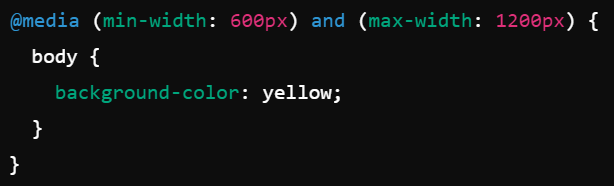 @media (min-width: 600px) and (max-width: 1200px) {
  body {
    background-color: yellow;
  }
}